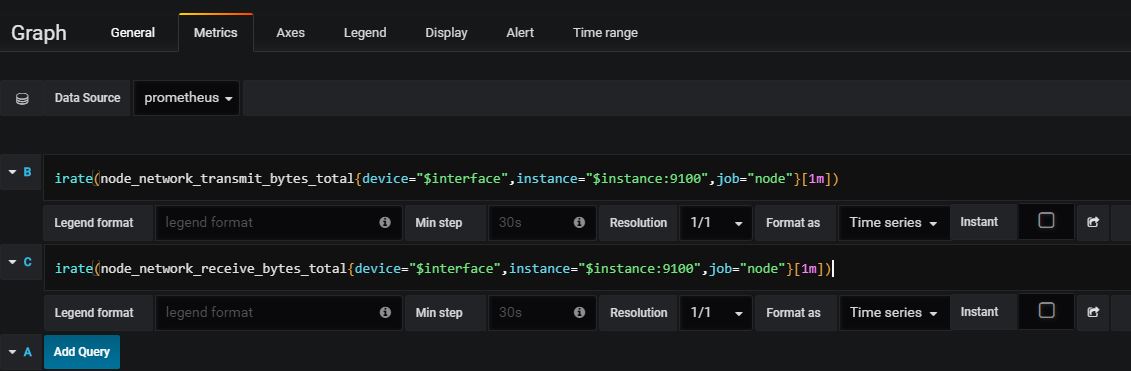 Graph General Metrics Axes Legend Display Alert Time range
Data Source prometheus
B irate(node_network_transmit_bytes_total{device="$interface",instance="$instance:9100",job="node"}[1m])
Legend format legend format Min step 30s Resolution 1/1 Format as Time series Instant
C irate(node_network_receive_bytes_total{device="$interface",instance="$instance:9100",job="node"}[1m])
Legend format legend format Min step 30s Resolution 1/1 Format as Time series Instant
A Add Query